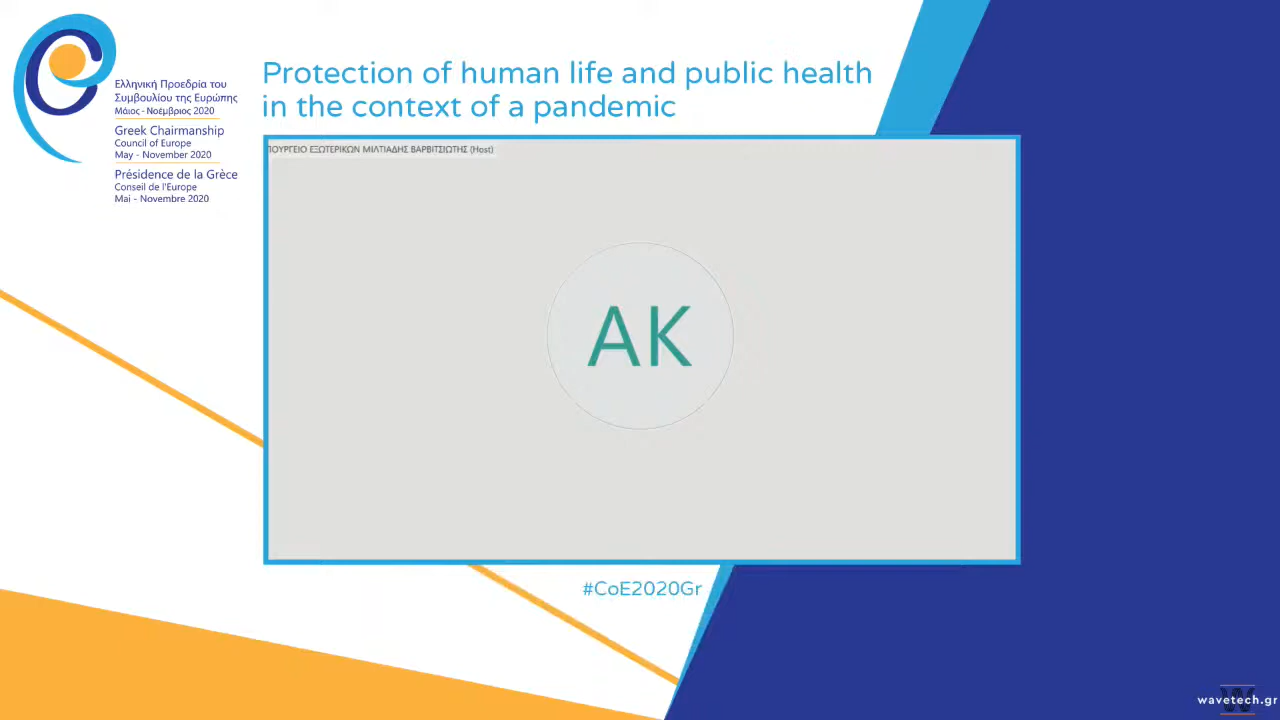 Ελληνική Προεδρία του
Συμβουλίου της Ευρώπης
Μάιος - Νοέμβριος 2020
Greek Chairmanship
Council of Europe
May - November 2020
Présidence de la Grèce
Conseil de l'Europe
Mai - Novembre 2020
Protection of human life and public health
in the context of a pandemic
ΠΟΥΡΓΕΙΟ ΕΞΩΤΕΡΙΚΩΝ ΜΙΛΤΙΑΔΗΣ ΒΑΡΒΙΤΣΙΩΤΗΣ (Host)
AK
#CoE2020Gr
wavetech.gr